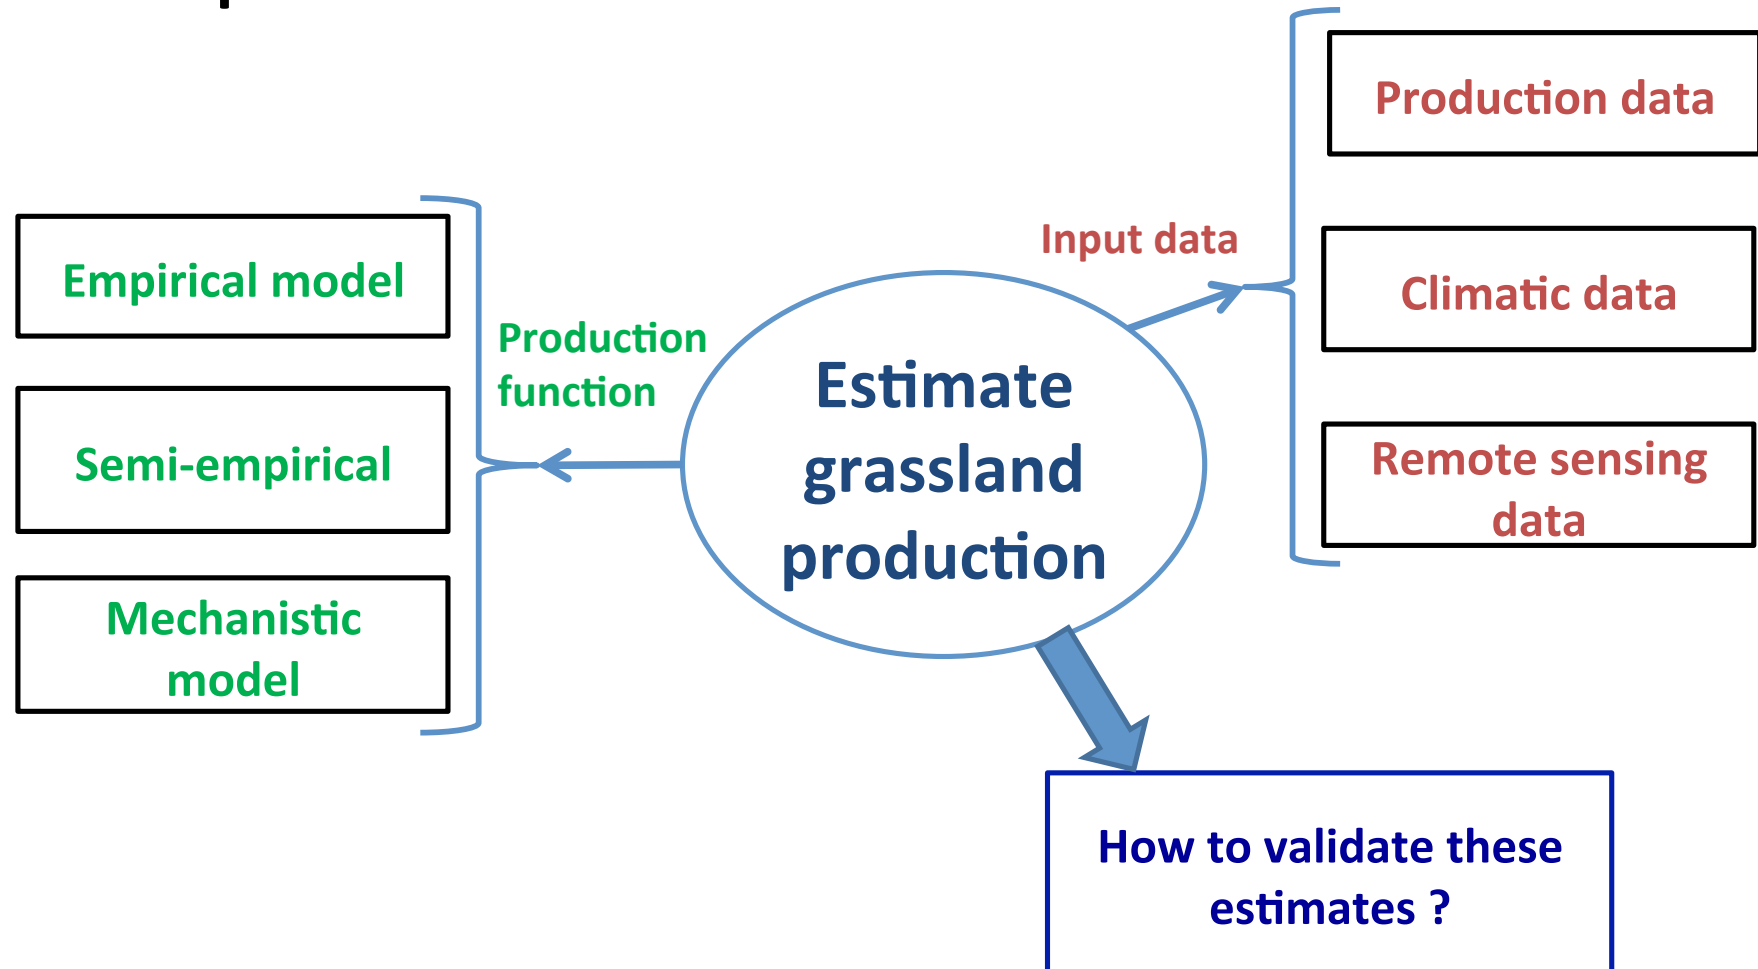 Production data
Input data
Climatic data
Remote sensing
data
Empirical model
Production
function
Semi-empirical
Mechanistic
model
Estimate
grassland
production
How to validate these
estimates ?